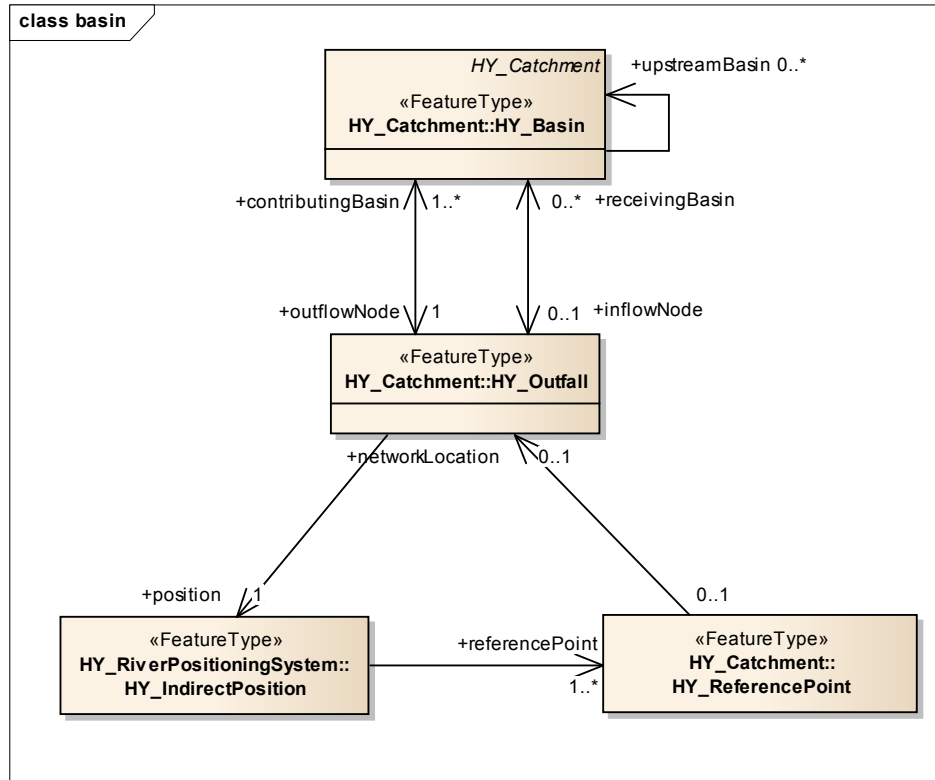 class basin
HY_Catchment
+upstreamBasin 0..*
«FeatureType»
HY_Catchment::HY_Basin
+contributingBasin 1..* 0..* +receivingBasin
+outflowNode 1 0..1 +inflowNode
«FeatureType»
HY_Catchment::HY_Outfall
+networkLocation 0..1
+position 1
0..1
«FeatureType»
HY_RiverPositioningSystem::
HY_IndirectPosition
+referencePoint
1..*
«FeatureType»
HY_Catchment::
HY_ReferencePoint